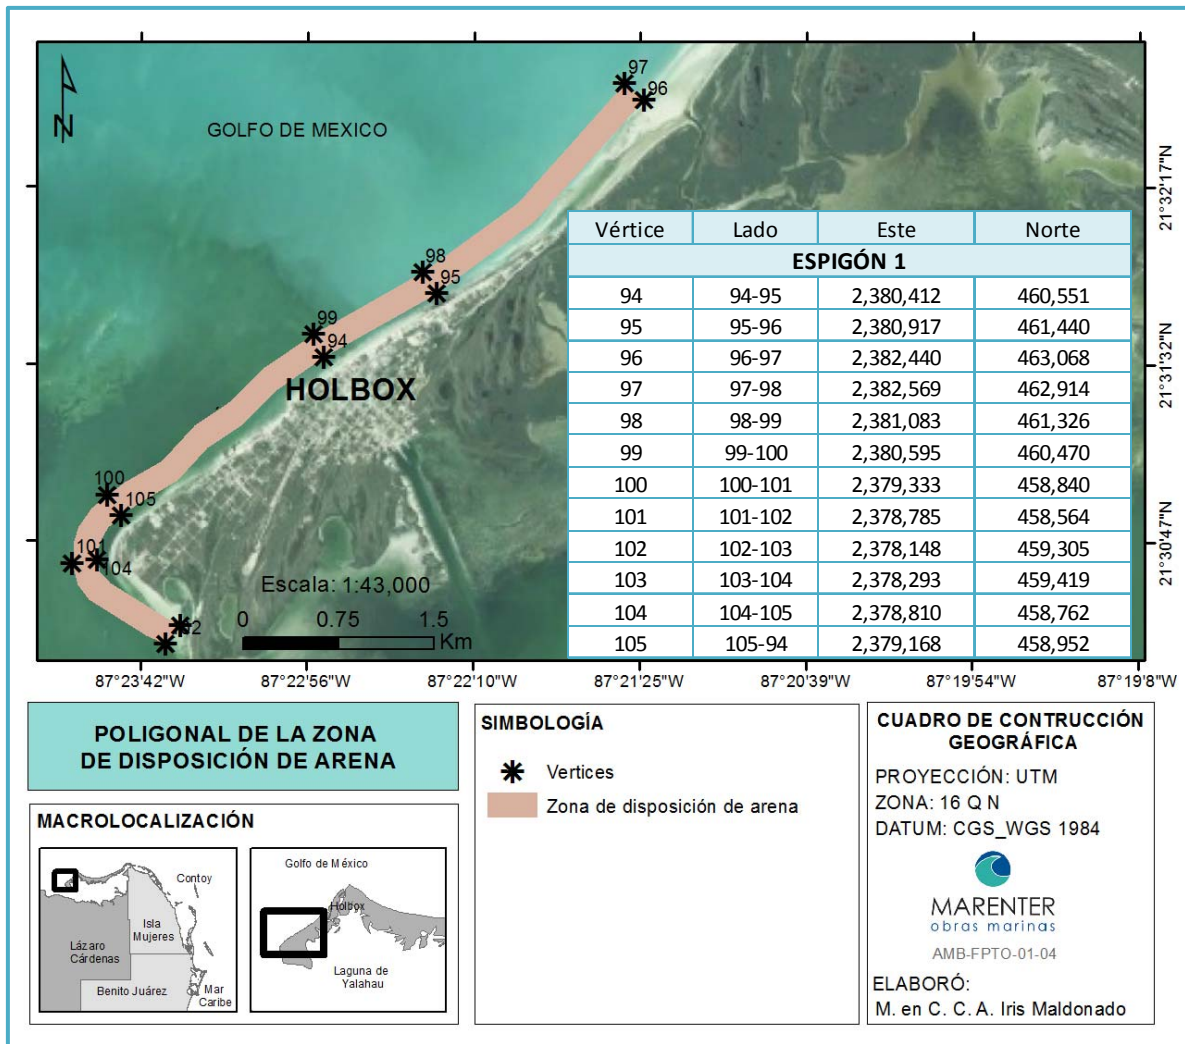 97
96
GOLFO DE MEXICO
98
95
99
94
HOLBOX
100
105
101
104
2
N
Escala: 1:43,000
0 0.75 1.5
Km
21°32'17"N
21°31'32"N
21°30'47"N
87°23'42"W 87°22'56"W 87°22'10"W 87°21'25"W 87°20'39"W 87°19'54"W 87°19'8"W
Vértice Lado Este Norte
ESPIGÓN 1
94 94-95 2,380,412 460,551
95 95-96 2,380,917 461,440
96 96-97 2,382,440 463,068
97 97-98 2,382,569 462,914
98 98-99 2,381,083 461,326
99 99-100 2,380,595 460,470
100 100-101 2,379,333 458,840
101 101-102 2,378,785 458,564
102 102-103 2,378,148 459,305
103 103-104 2,378,293 459,419
104 104-105 2,378,810 458,762
105 105-94 2,379,168 458,952
POLIGONAL DE LA ZONA
DE DISPOSICIÓN DE ARENA
MACROLOCALIZACIÓN
Contoy
Isla
Mujeres
Lázaro
Cárdenas
Benito Juárez
Mar
Caribe
Golfo de México
Holbox
Laguna de
Yalahau
SIMBOLOGÍA
Vertices
Zona de disposición de arena
CUADRO DE CONTRUCCIÓN
GEOGRÁFICA
PROYECCIÓN: UTM
ZONA: 16 Q N
DATUM: CGS_WGS 1984
MARENTER
obras marinas
AMB-FPTO-01-04
ELABORÓ:
M. en C. C. A. Iris Maldonado